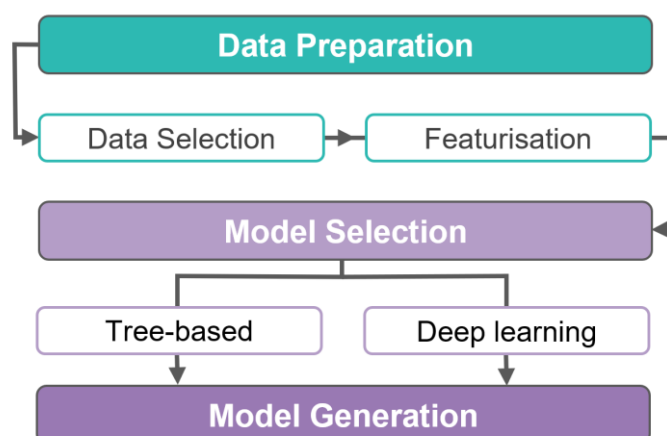 Data Preparation
Data Selection
Featurisation
Model Selection
Tree-based
Deep learning
Model Generation